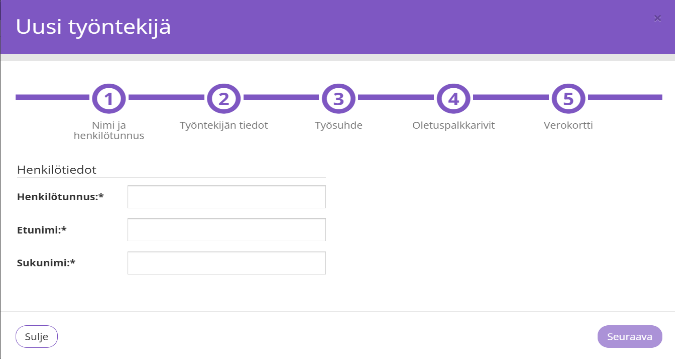 Uusi työntekijä
×
1 2 3 4 5
Nimi ja henkilötunnus
Työntekijän tiedot
Työsuhde
Oletuspalkkarivit
Verokortti
Henkilötiedot
Henkilötunnus:*
Etunimi:*
Sukunimi:*
Sulje
Seuraava